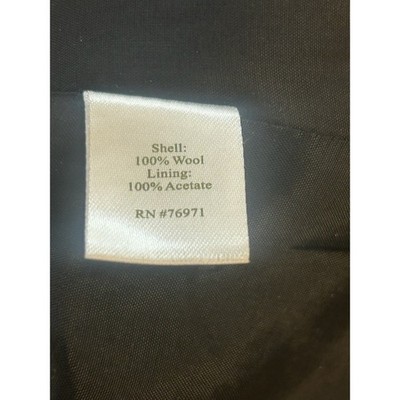 Shell:
100% Wool
Lining:
100% Acetate
RN #76971